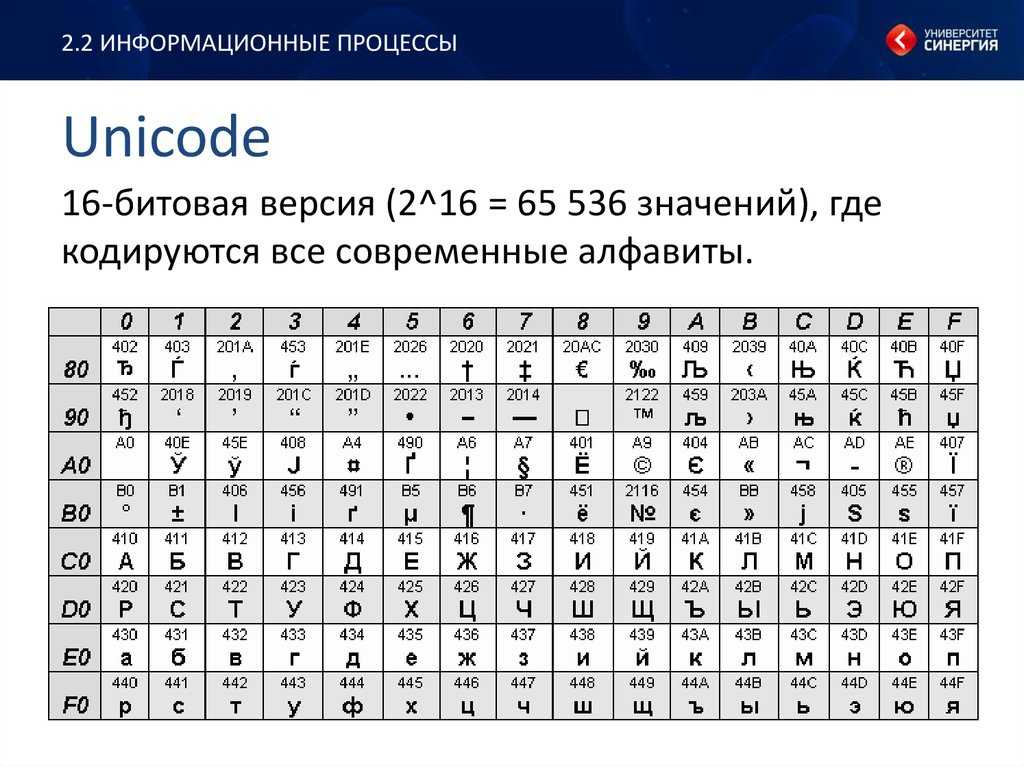 2.2 ИНФОРМАЦИОННЫЕ ПРОЦЕССЫ
УНИВЕРСИТЕТ
СИНЕРГИЯ
Unicode
16-битовая версия (2^16 = 65 536 значений), где
кодируются все современные алфавиты.
0 1 2 3 4 5 6 7 8 9 A B C D E F
402 403 201A 453 201E 2026 2020 2021 20AC 2030 409 2039 40A 40C 40B 40F
80 Ђ Ѓ ‚ ѓ „ … † ‡ € ‰ Љ ‹ Њ Ќ Ћ Џ
452 2018 2019 201C 201D 2022 2013 2014 2122 459 203A 45A 45C 45B 45F
90 ђ ‘ ’ “ ” • – — □ ™ љ › њ ќ ћ џ
A0 40E 45E 408 A4 490 A6 A7 401 A9 404 AB AC AD AE 407
A0 Ў ў Ј ¤ Ґ ¦ § Ё © Є « ¬ - ® Ї
B0 B1 406 456 491 B5 B6 B7 451 2116 454 BB 458 405 455 457
B0 ° ± І і ґ µ ¶ · ё № є » ј Ѕ ѕ ї
410 411 412 413 414 415 416 417 418 419 41A 41B 41C 41D 41E 41F
C0 А Б В Г Д Е Ж З И Й К Л М Н О П
420 421 422 423 424 425 426 427 428 429 42A 42B 42C 42D 42E 42F
D0 Р С Т У Ф Х Ц Ч Ш Щ Ъ Ы Ь Э Ю Я
430 431 432 433 434 435 436 437 438 439 43A 43B 43C 43D 43E 43F
E0 а б в г д е ж з и й к л м н о п
440 441 442 443 444 445 446 447 448 449 44A 44B 44C 44D 44E 44F
F0 р с т у ф х ц ч ш щ ъ ы ь э ю я